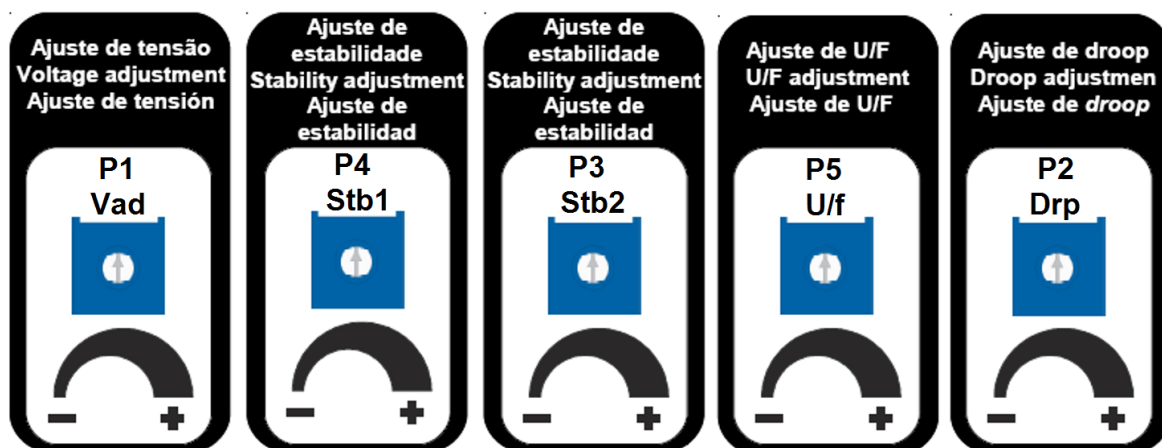 Ajuste de tensão
Voltage adjustment
Ajuste de tensión
P1
Vad
− +
Ajuste de
estabilidade
Stability adjustment
Ajuste de
estabilidad
P4
Stb1
− +
Ajuste de
estabilidade
Stability adjustment
Ajuste de
estabilidad
P3
Stb2
− +
Ajuste de U/F
U/F adjustment
Ajuste de U/F
P5
U/f
− +
Ajuste de droop
Droop adjustmen
Ajuste de droop
P2
Drp
− +